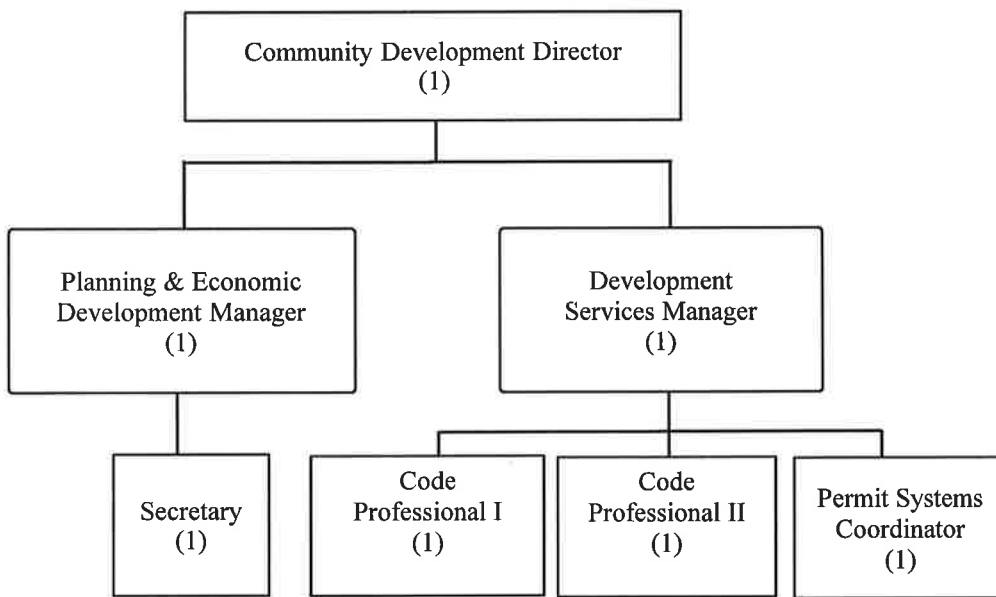 Community Development Director
(1)
Planning & Economic
Development Manager
(1)
Development
Services Manager
(1)
Secretary
(1)
Code
Professional I
(1)
Code
Professional II
(1)
Permit Systems
Coordinator
(1)